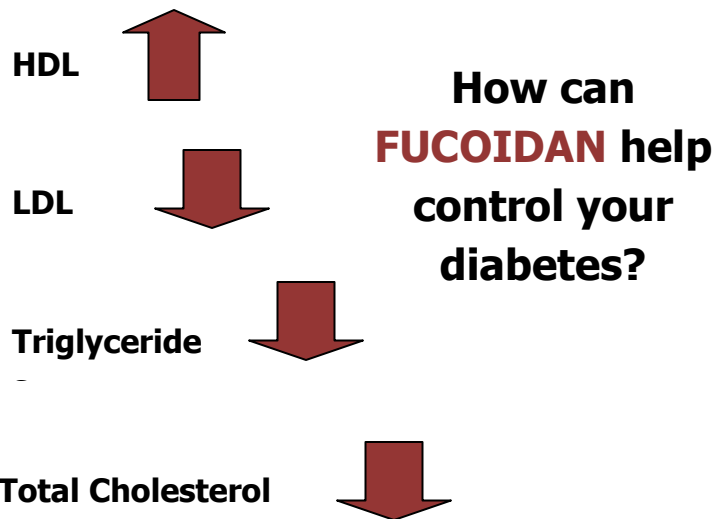 HDL
How can
FUCOIDAN help
control your
diabetes?
LDL
Triglyceride
Total Cholesterol